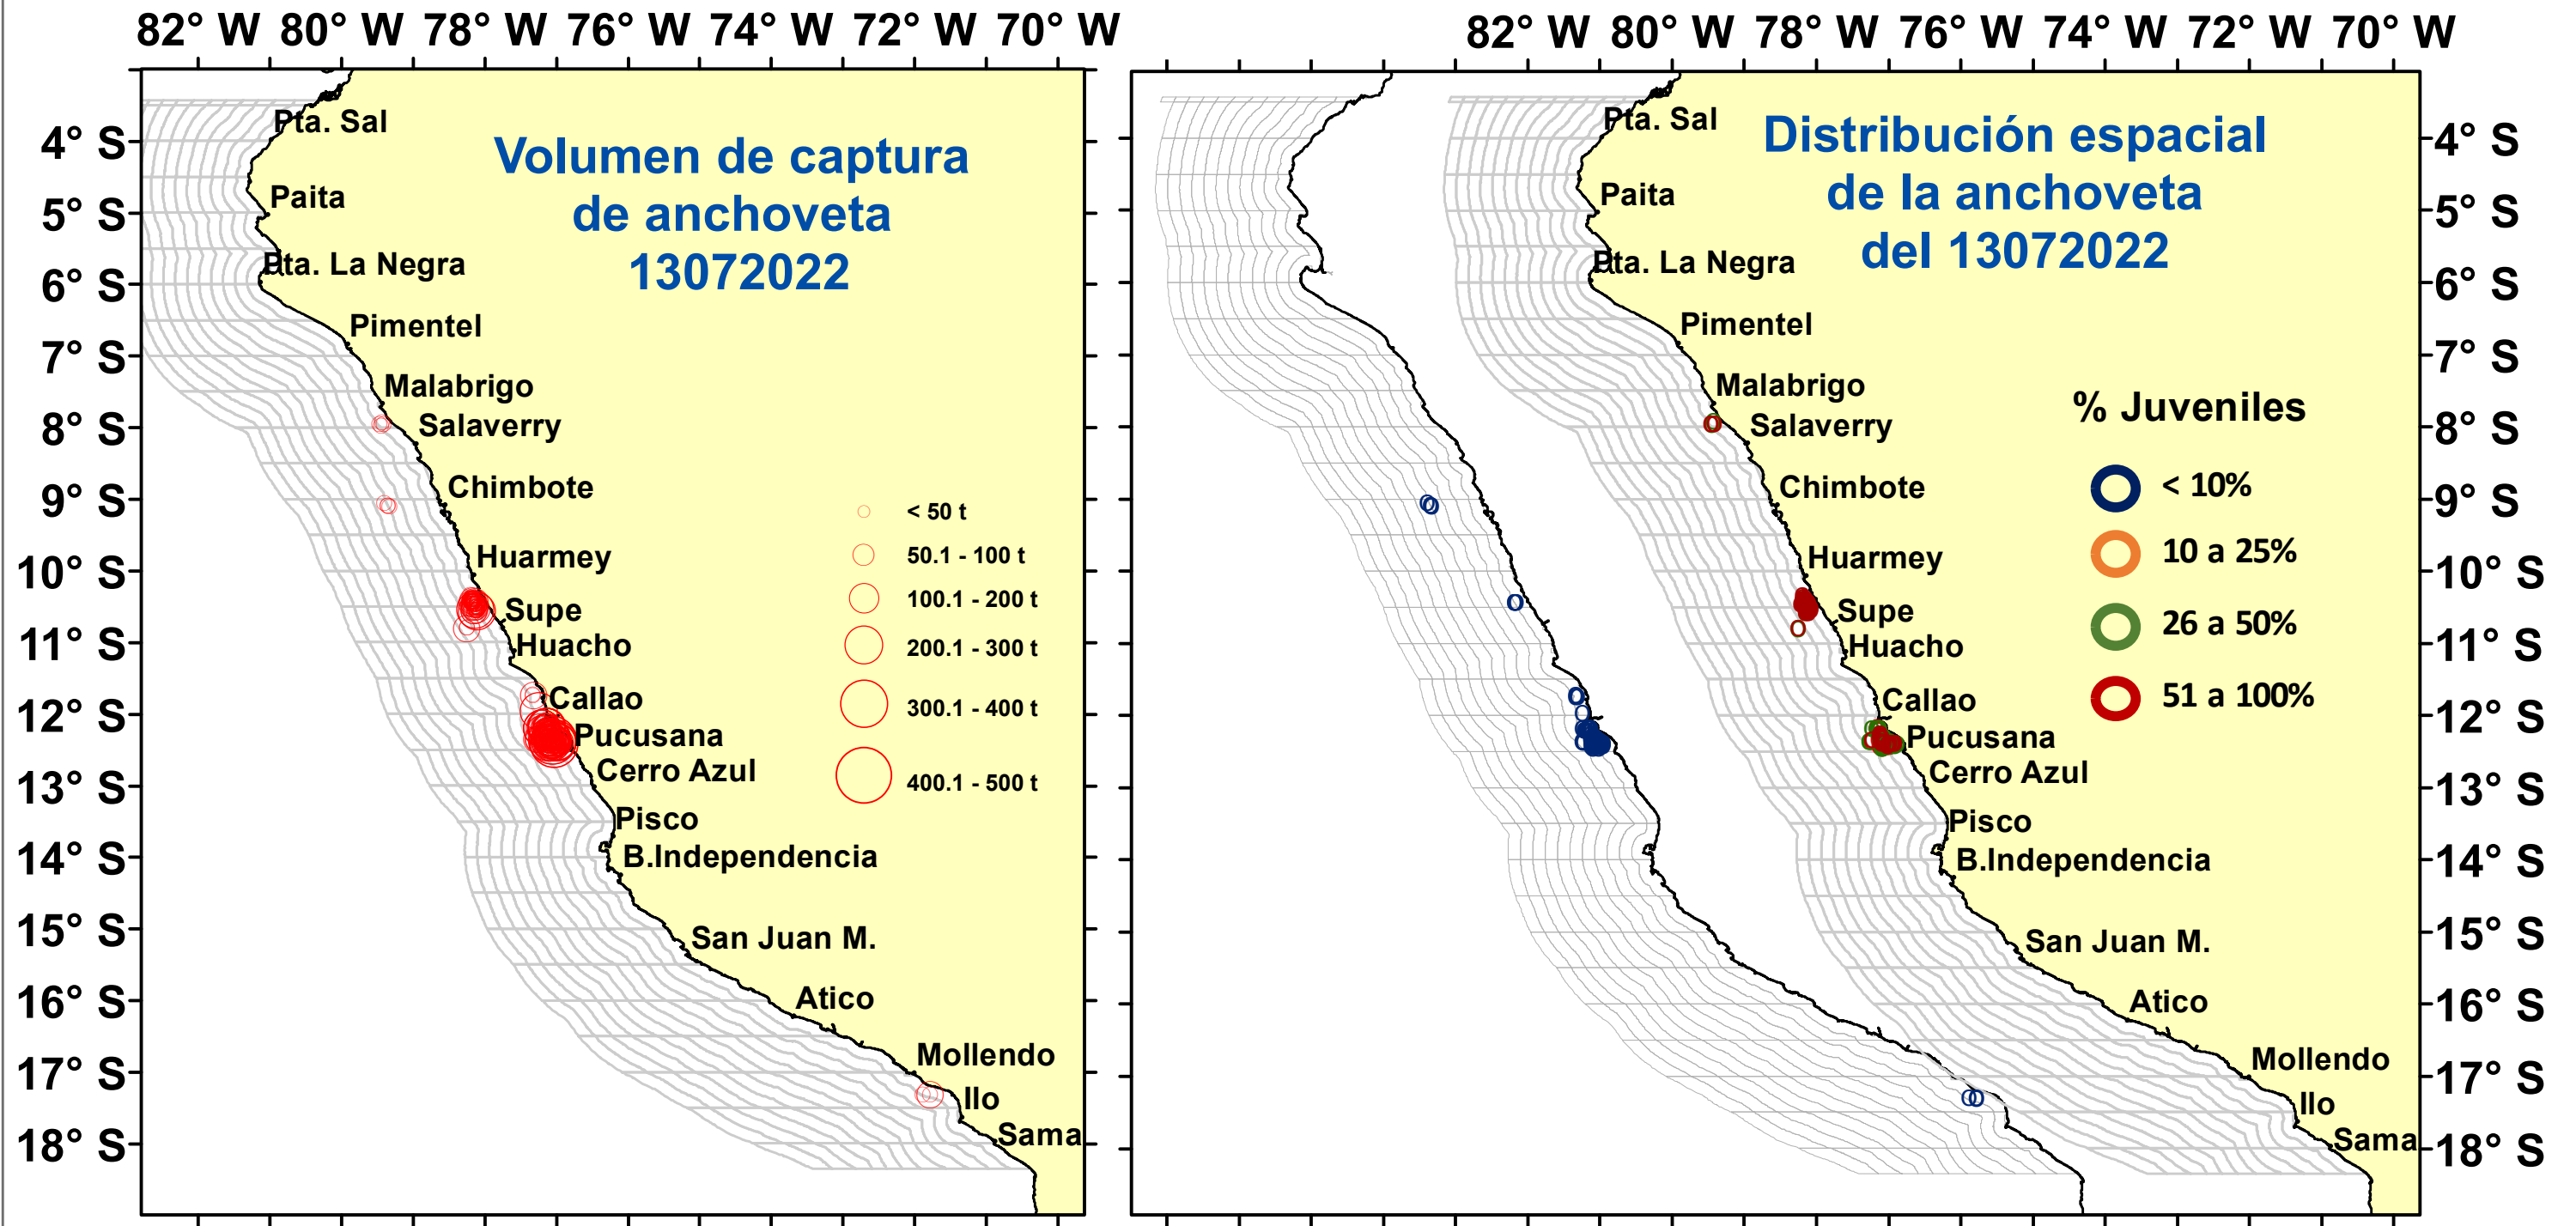 82° W 80° W 78° W 76° W 74° W 72° W 70° W
Volumen de captura
de anchoveta
13072022
4° S
5° S
6° S
7° S
8° S
9° S
10° S
11° S
12° S
13° S
14° S
15° S
16° S
17° S
18° S
Pta. Sal
Paita
Pta. La Negra
Pimentel
Malabrigo
Salaverry
Chimbote
Huarmey
Supe
Huacho
Callao
Pucusana
Cerro Azul
Pisco
B.Independencia
San Juan M.
Atico
Mollendo
Ilo
Sama
< 50 t
50.1 - 100 t
100.1 - 200 t
200.1 - 300 t
300.1 - 400 t
400.1 - 500 t
82° W 80° W 78° W 76° W 74° W 72° W 70° W
Distribución espacial
de la anchoveta
del 13072022
Pta. Sal
Paita
Pta. La Negra
Pimentel
Malabrigo
Salaverry
Chimbote
Huarmey
Supe
Huacho
Callao
Pucusana
Cerro Azul
Pisco
B.Independencia
San Juan M.
Atico
Mollendo
Ilo
Sama
% Juveniles
< 10%
10 a 25%
26 a 50%
51 a 100%
4° S
5° S
6° S
7° S
8° S
9° S
10° S
11° S
12° S
13° S
14° S
15° S
16° S
17° S
18° S